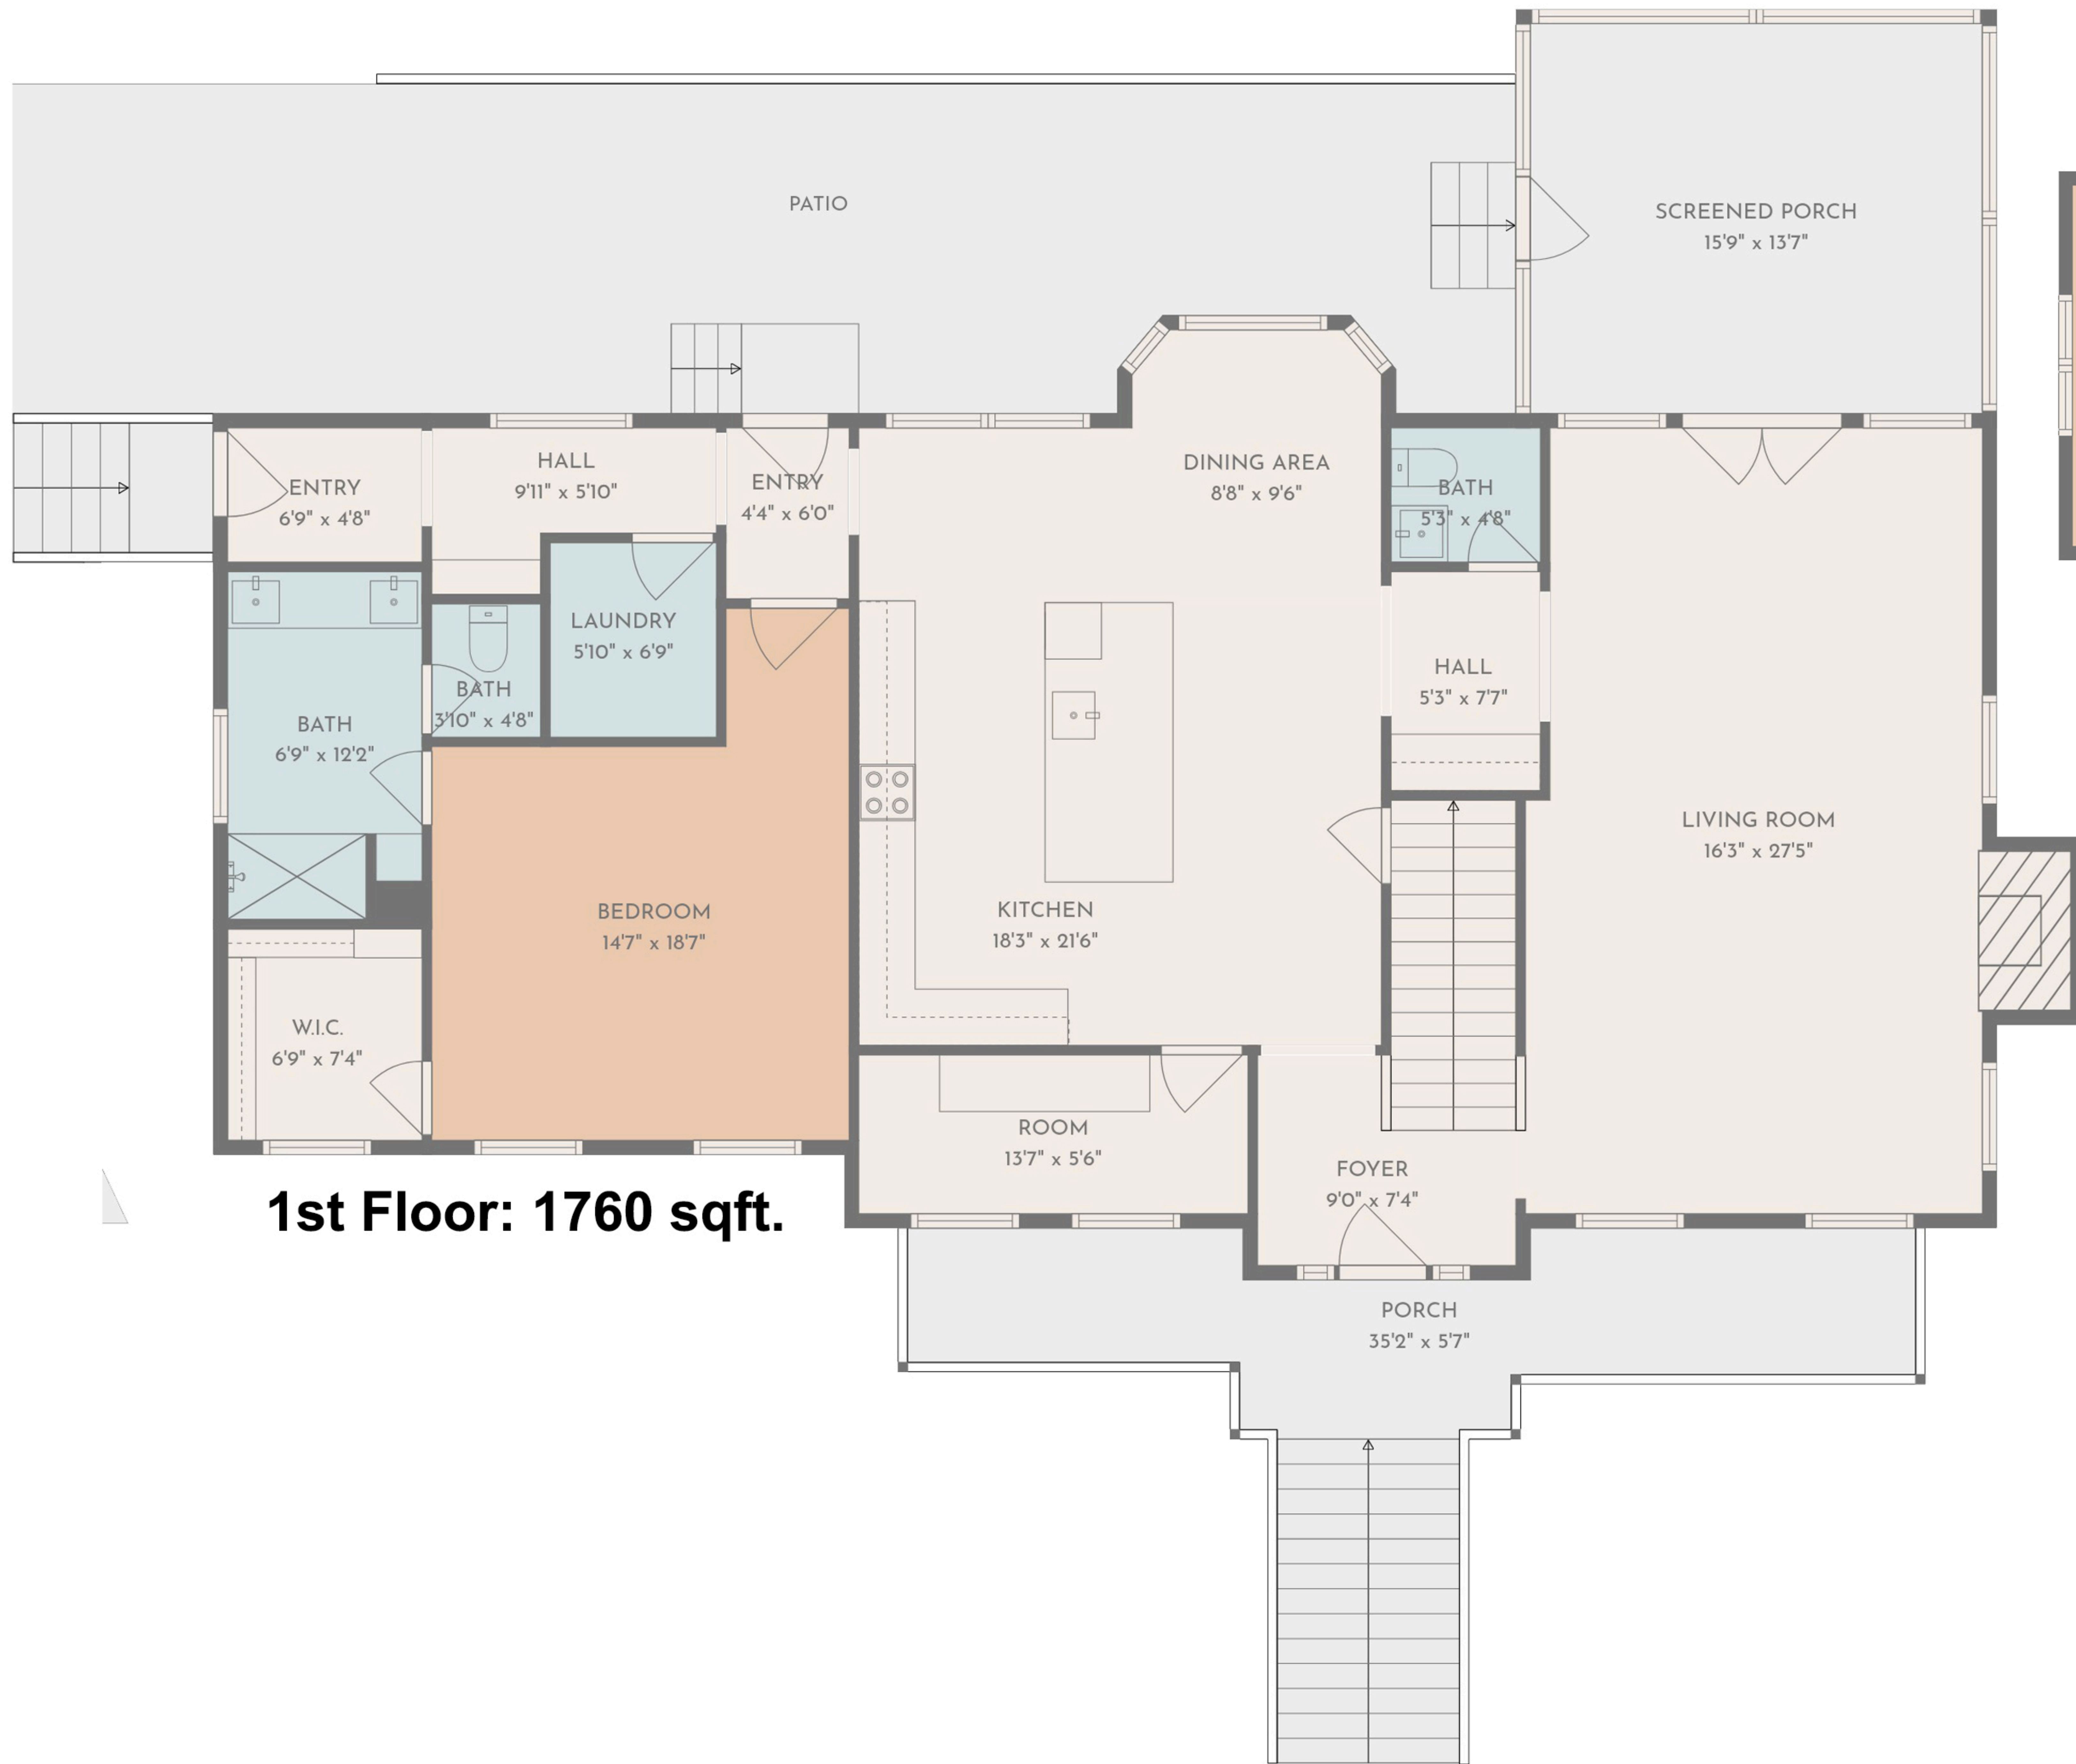 PATIO
SCREENED PORCH
15'9" x 13'7"
ENTRY
6'9" x 4'8"
HALL
9'11" x 5'10"
ENTRY
4'4" x 6'0"
DINING AREA
8'8" x 9'6"
BATH
5'3" x 4'8"
LAUNDRY
5'10" x 6'9"
BATH
3'10" x 4'8"
BATH
6'9" x 12'2"
HALL
5'3" x 7'7"
LIVING ROOM
16'3" x 27'5"
BEDROOM
14'7" x 18'7"
KITCHEN
18'3" x 21'6"
W.I.C.
6'9" x 7'4"
ROOM
13'7" x 5'6"
FOYER
9'0" x 7'4"
1st Floor: 1760 sqft.
PORCH
35'2" x 5'7"